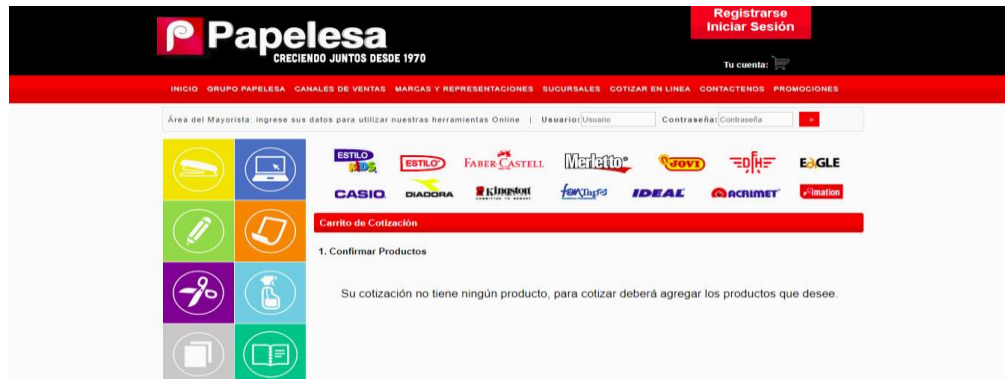 Registrarse
Iniciar Sesión
Papelesa
CRECIENDO JUNTOS DESDE 1970
Tu cuenta:
INICIO GRUPO PAPELESA CANALES DE VENTAS MARCAS Y REPRESENTACIONES SUCURSALES COTIZAR EN LINEA CONTACTENOS PROMOCIONES
Área del Mayorista: ingrese sus datos para utilizar nuestras herramientas Online | Usuario: Usuario Contraseña: Contraseña >
ESTILO KIDS ESTILO FABER-CASTELL Merletto JOVI DFH EAGLE
CASIO DIADORA Kingston IDEAL ACRIMET imation
Carrito de Cotización
1. Confirmar Productos
Su cotización no tiene ningún producto, para cotizar deberá agregar los productos que desee.